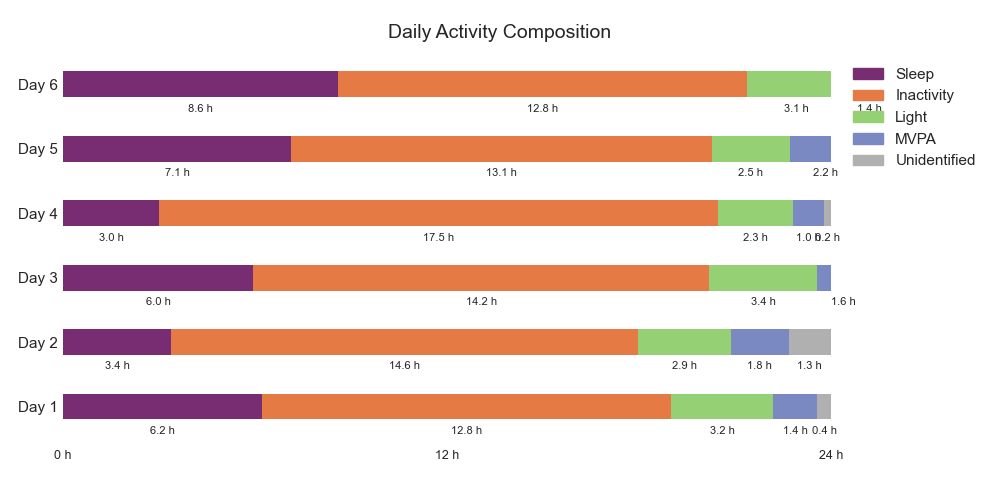 Daily Activity Composition
Day 6
8.6 h 12.8 h 3.1 h 1.4 h
Day 5
7.1 h 13.1 h 2.5 h 2.2 h
Day 4
3.0 h 17.5 h 2.3 h 1.0 h 0.2 h
Day 3
6.0 h 14.2 h 3.4 h 1.6 h
Day 2
3.4 h 14.6 h 2.9 h 1.8 h 1.3 h
Day 1
6.2 h 12.8 h 3.2 h 1.4 h 0.4 h
0 h 12 h 24 h
Sleep
Inactivity
Light
MVPA
Unidentified